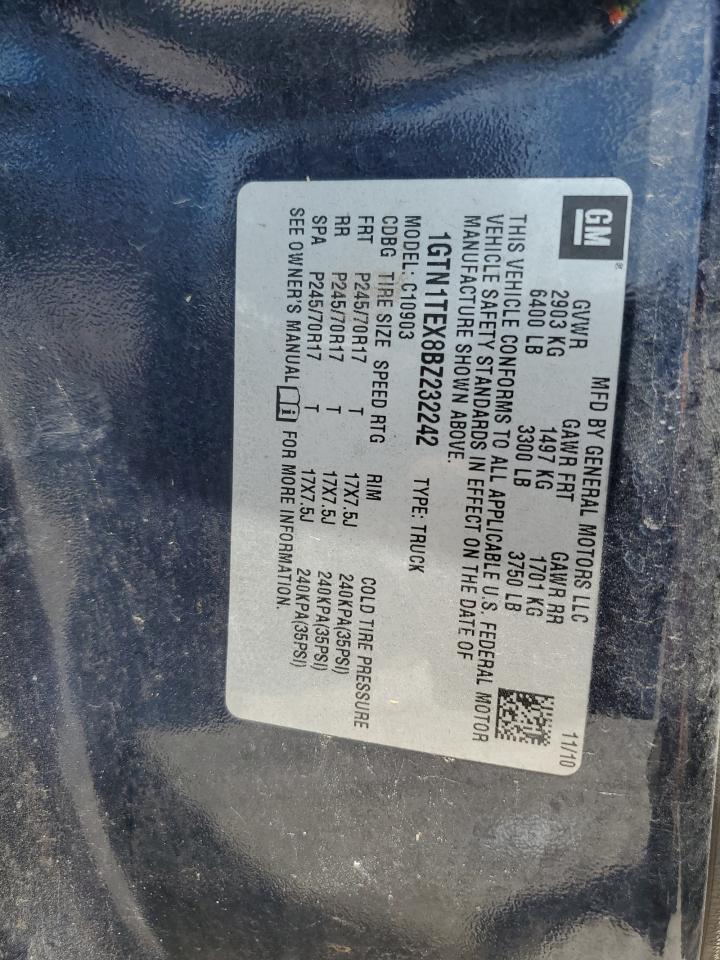 GM®
MFD BY GENERAL MOTORS LLC 11/10
GVWR GAWR FRT GAWR RR
2903 KG 1497 KG 1701 KG
6400 LB 3300 LB 3750 LB
THIS VEHICLE CONFORMS TO ALL APPLICABLE U.S. FEDERAL MOTOR
VEHICLE SAFETY STANDARDS IN EFFECT ON THE DATE OF
MANUFACTURE SHOWN ABOVE.
1GTN1TEX8BZ232242 TYPE: TRUCK
MODEL: C10903
CDBG TIRE SIZE SPEED RTG RIM COLD TIRE PRESSURE
FRT P245/70R17 T 17X7.5J 240KPA(35PSI)
RR P245/70R17 T 17X7.5J 240KPA(35PSI)
SPA P245/70R17 T 17X7.5J 240KPA(35PSI)
SEE OWNER'S MANUAL FOR MORE INFORMATION.